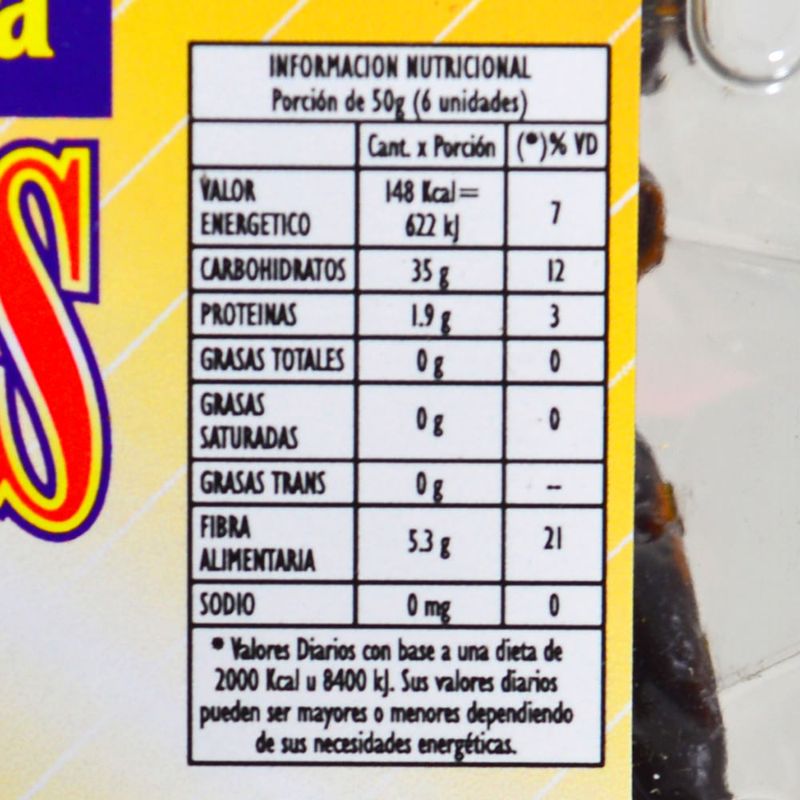 a
S
INFORMACION NUTRICIONAL
Porción de 50g (6 unidades)
Cant. x Porción (*)% VD
VALOR ENERGETICO 148 Kcal= 622 kJ 7
CARBOHIDRATOS 35 g 12
PROTEINAS 1.9 g 3
GRASAS TOTALES 0 g 0
GRASAS SATURADAS 0 g 0
GRASAS TRANS 0 g --
FIBRA ALIMENTARIA 5.3 g 21
SODIO 0 mg 0
* Valores Diarios con base a una dieta de
2000 Kcal u 8400 kJ. Sus valores diarios
pueden ser mayores o menores dependiendo
de sus necesidades energéticas.